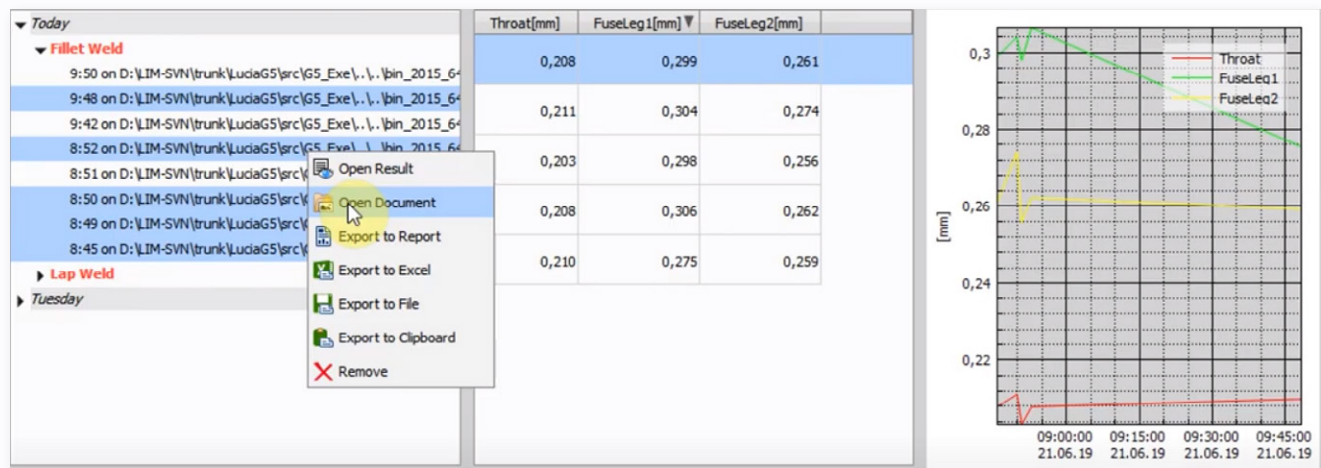 Today
Fillet Weld
9:50 on D:\LIM-SVN\trunk\LuciaG5\src\G5_Exe\..\..\bin_2015_64
9:48 on D:\LIM-SVN\trunk\LuciaG5\src\G5_Exe\..\..\bin_2015_64
9:42 on D:\LIM-SVN\trunk\LuciaG5\src\G5_Exe\..\..\bin_2015_64
8:52 on D:\LIM-SVN\trunk\LuciaG5\src\G5_Exe\..\..\bin_2015_64
8:51 on D:\LIM-SVN\trunk\LuciaG5\src\
8:50 on D:\LIM-SVN\trunk\LuciaG5\src\
8:49 on D:\LIM-SVN\trunk\LuciaG5\src\
8:45 on D:\LIM-SVN\trunk\LuciaG5\src\
Lap Weld
Tuesday
Open Result
Open Document
Export to Report
Export to Excel
Export to File
Export to Clipboard
Remove
Throat[mm] FuseLeg1[mm] FuseLeg2[mm]
0,208 0,299 0,261
0,211 0,304 0,274
0,203 0,298 0,256
0,208 0,306 0,262
0,210 0,275 0,259
Throat
FuseLeg1
FuseLeg2
[mm]
0,3
0,28
0,26
0,24
0,22
09:00:00 09:15:00 09:30:00 09:45:00
21.06.19 21.06.19 21.06.19 21.06.19